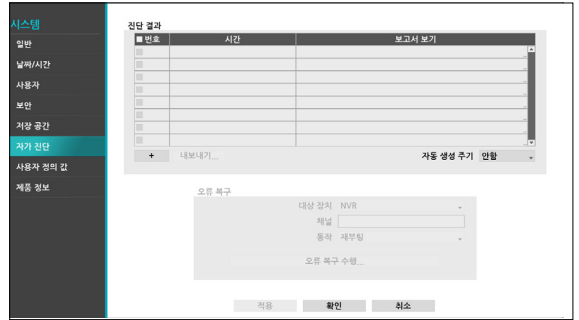 시스템
일반
날짜/시간
사용자
보안
저장 공간
자가 진단
사용자 정의 값
제품 정보
진단 결과
번호 시간 보고서 보기
+ 내보내기... 자동 생성 주기 안함
오류 복구
대상 장치 NVR
채널
동작 재부팅
오류 복구 수행...
적용 확인 취소